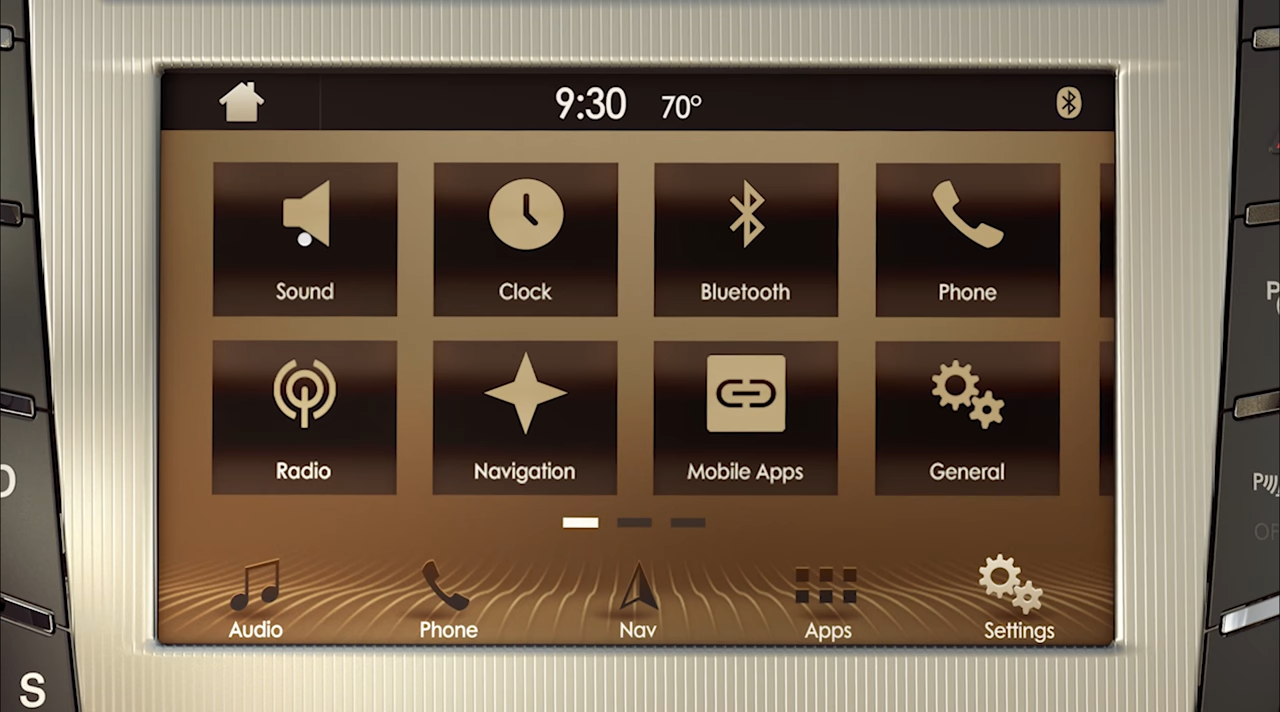 9:30 70°
Sound Clock Bluetooth Phone
Radio Navigation Mobile Apps General
Audio Phone Nav Apps Settings
S